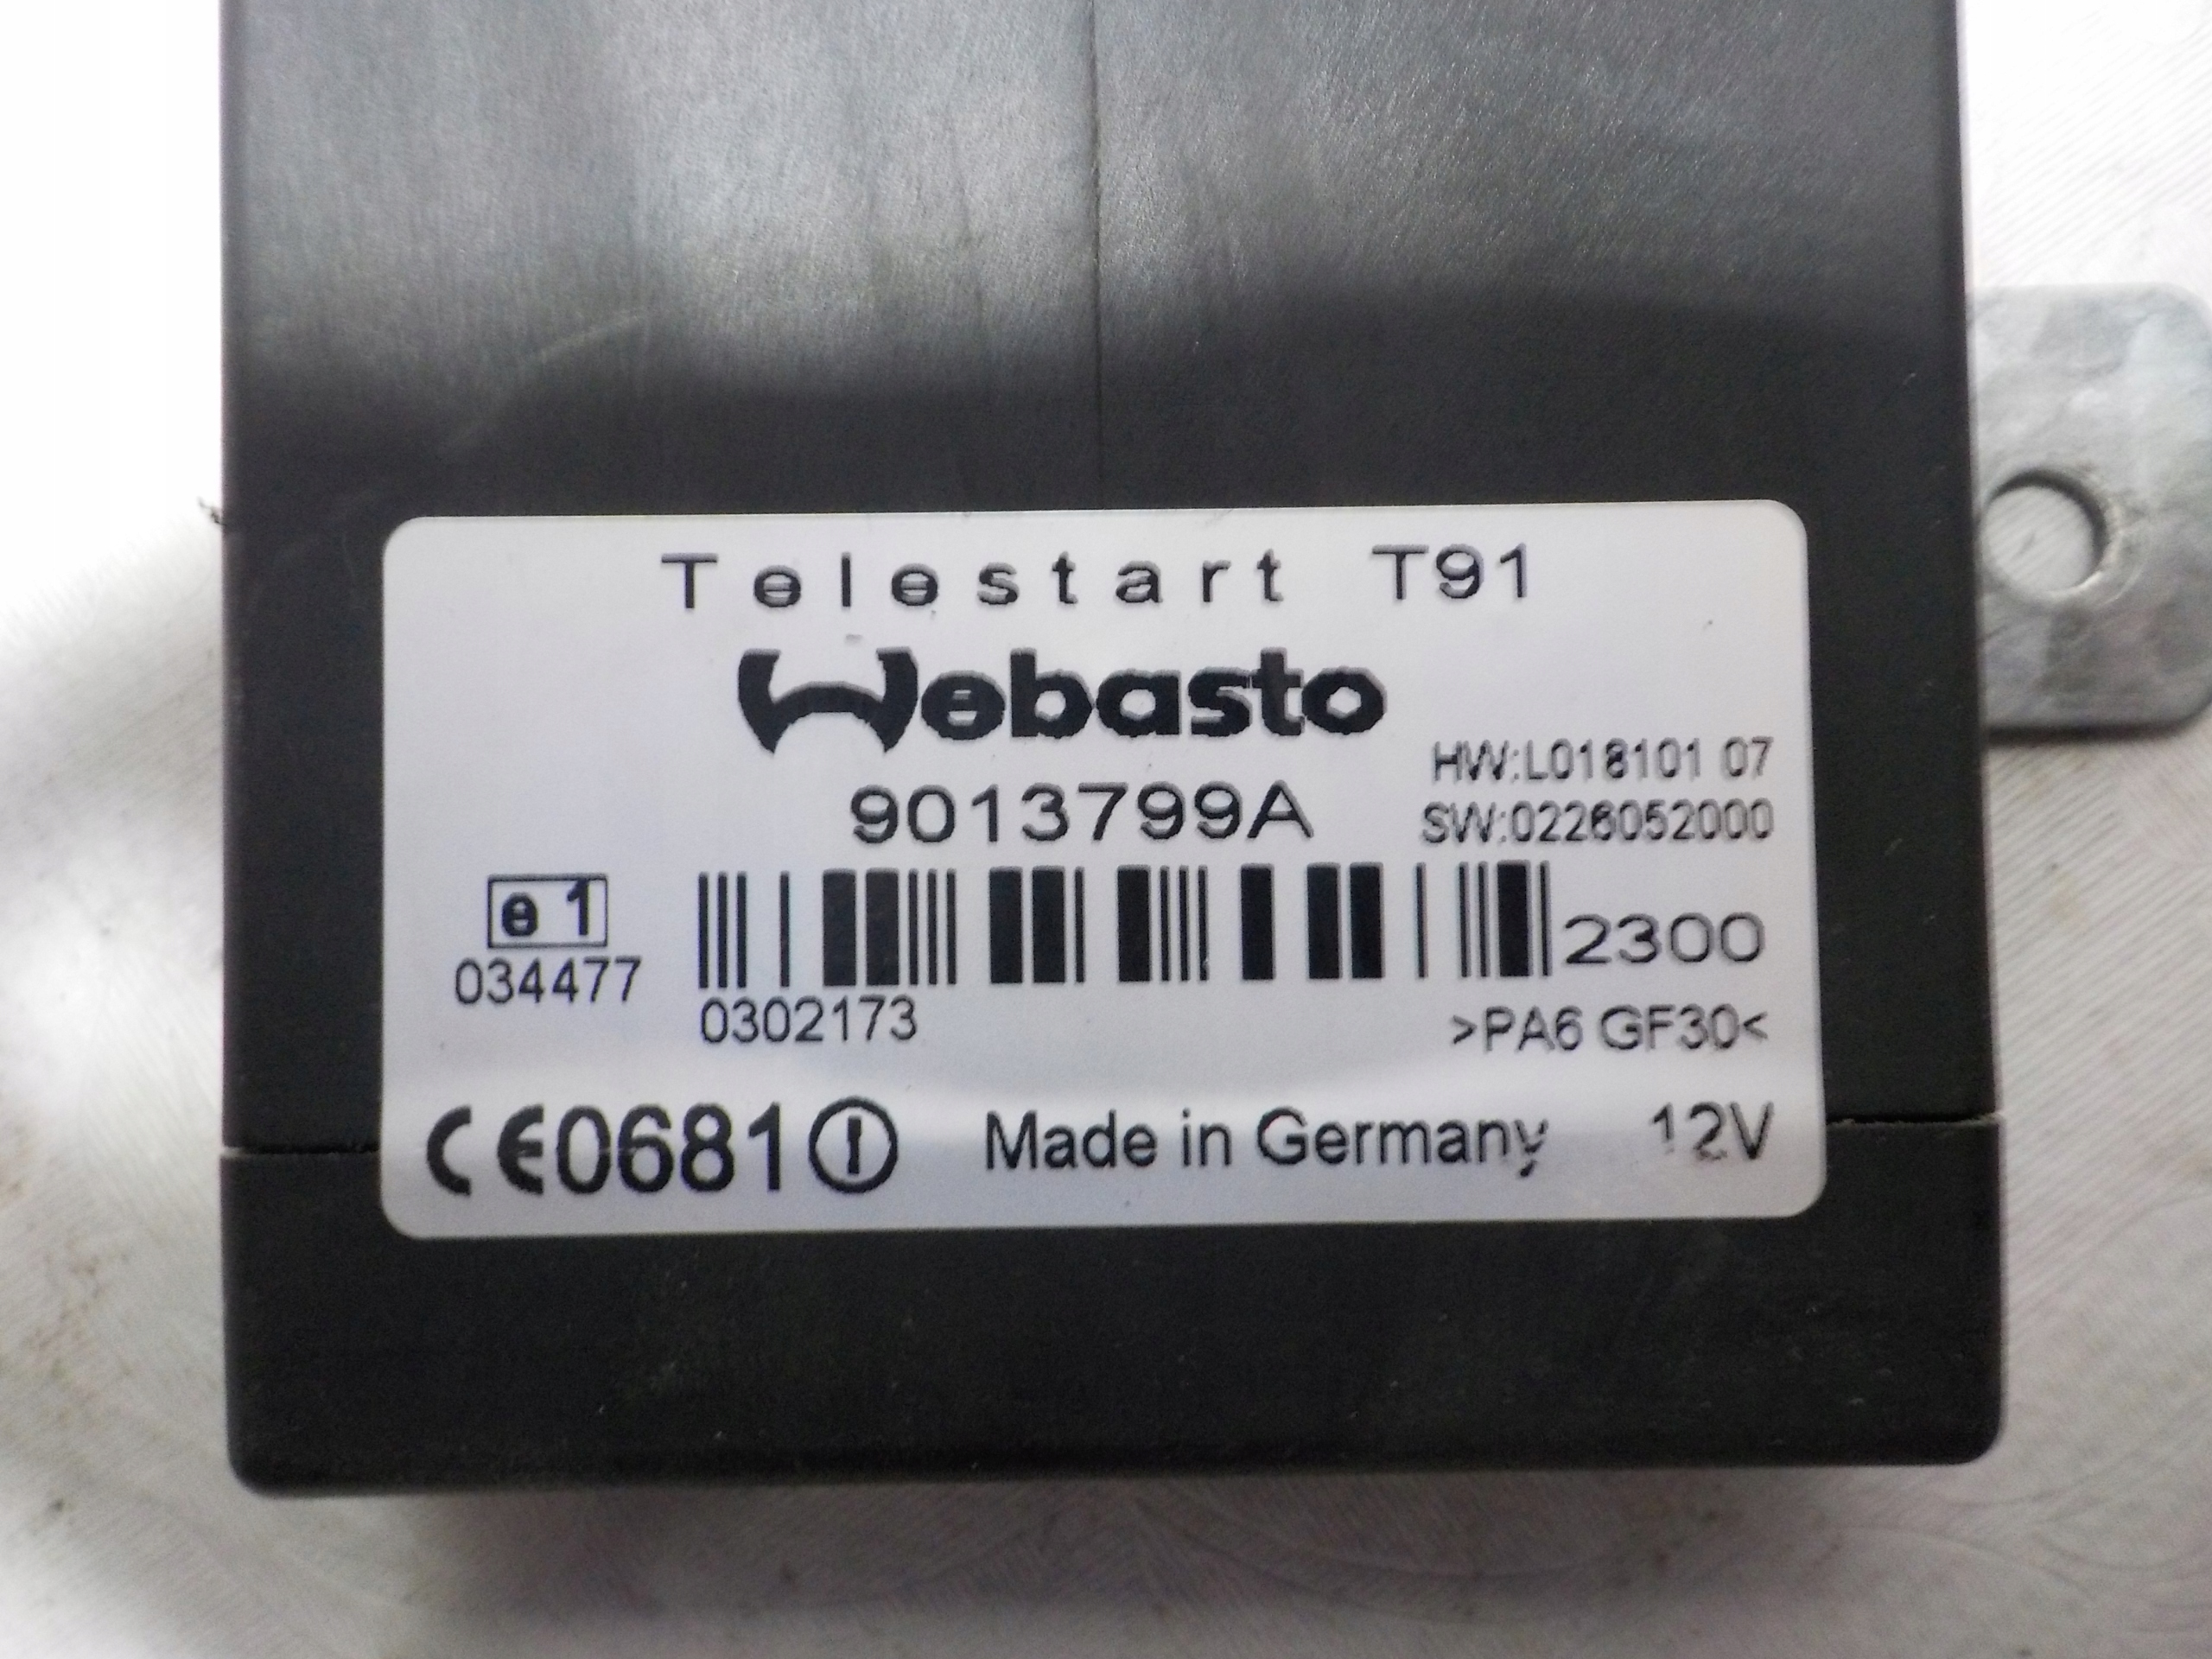 Telestart T91
Webasto
HW:L018101 07
9013799A
SW:0226052000
e1
2300
034477
0302173
>PA6 GF30<
CE0681 Made in Germany 12V